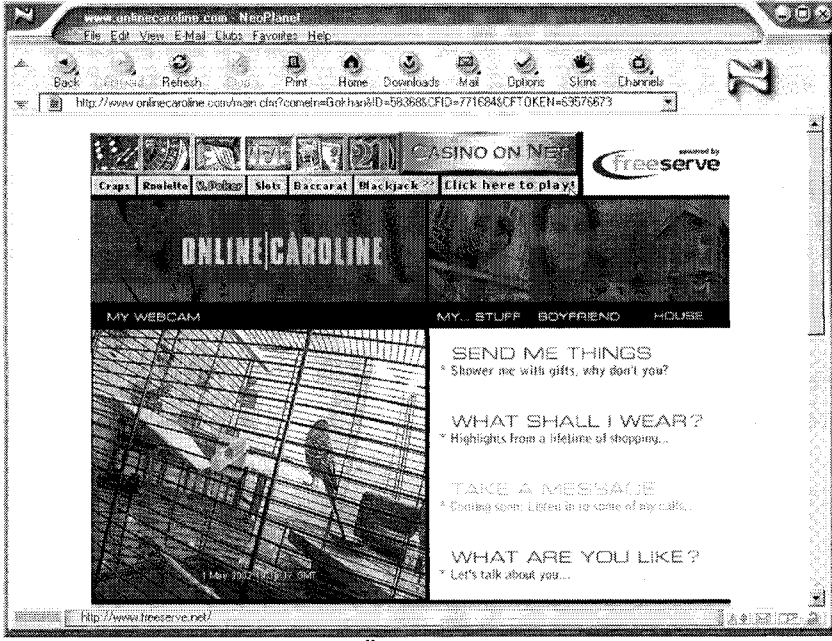 www.onlinecaroline.com - NeoPlanet
File Edit View E-Mail Clubs Favorites Help
Back Refresh Print Home Downloads Mail Options Skins Channels
http://www.onlinecaroline.com/main.cfm?comeIn=Gokhan&ID=58368&CFID=771684&CFTOKEN=69576673
CASINO ON NET
powered by
freeserve
Craps Roulette V. Poker Slots Baccarat Blackjack >> Click here to play!
ONLINE|CAROLINE
MY WEBCAM MY... STUFF BOYFRIEND HOUSE
SEND ME THINGS
* Shower me with gifts, why don't you?
WHAT SHALL I WEAR?
* Highlights from a lifetime of shopping...
TAKE A MESSAGE
* Coming soon: Listen in to some of my calls...
WHAT ARE YOU LIKE?
* Let's talk about you...
1 May 2002 GMT
http://www.freeserve.net/